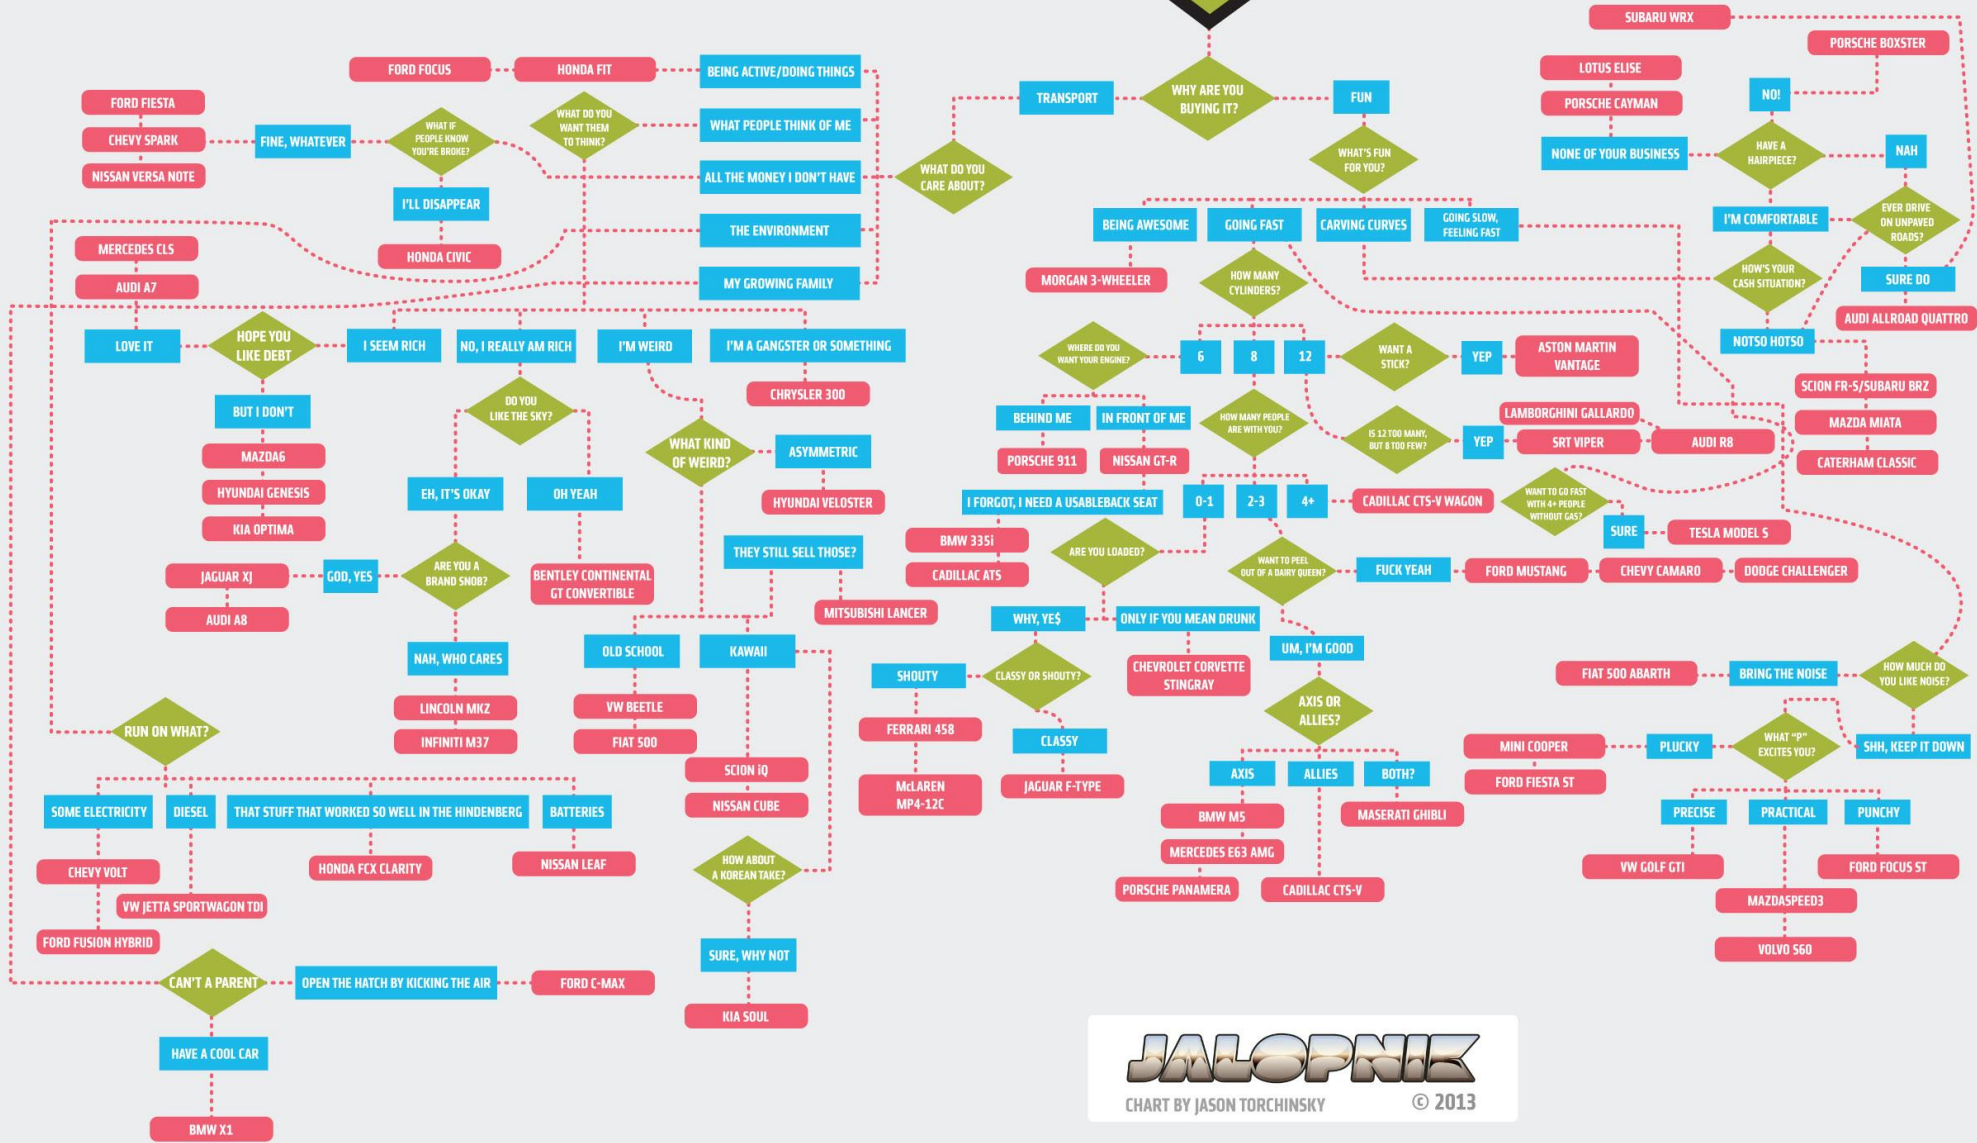 SUBARU WRX
PORSCHE BOXSTER
LOTUS ELISE
PORSCHE CAYMAN
NO!
NONE OF YOUR BUSINESS
HAVE A
HAIRPIECE?
NAH
I'M COMFORTABLE
EVER DRIVE
ON UNPAVED
ROADS?
HOW'S YOUR
CASH SITUATION?
SURE DO
AUDI ALLROAD QUATTRO
NOTSO HOTSO
SCION FR-S/SUBARU BRZ
MAZDA MIATA
CATERHAM CLASSIC
WHY ARE YOU
BUYING IT?
TRANSPORT
FUN
WHAT DO YOU
CARE ABOUT?
BEING ACTIVE/DOING THINGS
HONDA FIT
FORD FOCUS
WHAT PEOPLE THINK OF ME
WHAT DO YOU
WANT THEM
TO THINK?
ALL THE MONEY I DON'T HAVE
WHAT IF
PEOPLE KNOW
YOU'RE BROKE?
FINE, WHATEVER
FORD FIESTA
CHEVY SPARK
NISSAN VERSA NOTE
I'LL DISAPPEAR
HONDA CIVIC
THE ENVIRONMENT
MY GROWING FAMILY
MERCEDES CLS
AUDI A7
LOVE IT
HOPE YOU
LIKE DEBT
I SEEM RICH
NO, I REALLY AM RICH
I'M WEIRD
I'M A GANGSTER OR SOMETHING
CHRYSLER 300
BUT I DON'T
MAZDA6
HYUNDAI GENESIS
KIA OPTIMA
DO YOU
LIKE THE SKY?
EH, IT'S OKAY
OH YEAH
BENTLEY CONTINENTAL
GT CONVERTIBLE
ARE YOU A
BRAND SNOB?
GOD, YES
JAGUAR XJ
AUDI A8
NAH, WHO CARES
LINCOLN MKZ
INFINITI M37
WHAT KIND
OF WEIRD?
ASYMMETRIC
HYUNDAI VELOSTER
THEY STILL SELL THOSE?
MITSUBISHI LANCER
OLD SCHOOL
VW BEETLE
FIAT 500
KAWAII
SCION iQ
NISSAN CUBE
HOW ABOUT
A KOREAN TAKE?
SURE, WHY NOT
KIA SOUL
RUN ON WHAT?
SOME ELECTRICITY
DIESEL
THAT STUFF THAT WORKED SO WELL IN THE HINDENBERG
BATTERIES
CHEVY VOLT
VW JETTA SPORTWAGON TDI
HONDA FCX CLARITY
NISSAN LEAF
FORD FUSION HYBRID
CAN'T A PARENT
OPEN THE HATCH BY KICKING THE AIR
FORD C-MAX
HAVE A COOL CAR
BMW X1
WHAT'S FUN
FOR YOU?
BEING AWESOME
GOING FAST
CARVING CURVES
GOING SLOW,
FEELING FAST
MORGAN 3-WHEELER
HOW MANY
CYLINDERS?
WHERE DO YOU
WANT YOUR ENGINE?
6
8
12
WANT A
STICK?
YEP
ASTON MARTIN
VANTAGE
BEHIND ME
IN FRONT OF ME
PORSCHE 911
NISSAN GT-R
I FORGOT, I NEED A USABLEBACK SEAT
BMW 335i
CADILLAC ATS
HOW MANY PEOPLE
ARE WITH YOU?
IS 12 TOO MANY,
BUT 8 TOO FEW?
YEP
LAMBORGHINI GALLARDO
SRT VIPER
AUDI R8
0-1
2-3
4+
CADILLAC CTS-V WAGON
WANT TO GO FAST
WITH 4+ PEOPLE
WITHOUT GAS?
SURE
TESLA MODEL S
ARE YOU LOADED?
WANT TO PEEL
OUT OF A DAIRY QUEEN?
FUCK YEAH
FORD MUSTANG
CHEVY CAMARO
DODGE CHALLENGER
WHY, YE$
ONLY IF YOU MEAN DRUNK
CHEVROLET CORVETTE
STINGRAY
SHOUTY
CLASSY OR SHOUTY?
FERRARI 458
McLAREN
MP4-12C
CLASSY
JAGUAR F-TYPE
UM, I'M GOOD
AXIS OR
ALLIES?
AXIS
ALLIES
BOTH?
BMW M5
MERCEDES E63 AMG
PORSCHE PANAMERA
CADILLAC CTS-V
MASERATI GHIBLI
HOW MUCH DO
YOU LIKE NOISE?
BRING THE NOISE
FIAT 500 ABARTH
SHH, KEEP IT DOWN
WHAT "P"
EXCITES YOU?
PLUCKY
MINI COOPER
FORD FIESTA ST
PRECISE
PRACTICAL
PUNCHY
VW GOLF GTI
FORD FOCUS ST
MAZDASPEED3
VOLVO S60
JALOPNIK
CHART BY JASON TORCHINSKY
© 2013